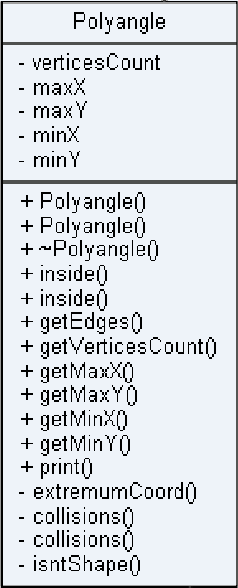 Polyangle
- verticesCount
- maxX
- maxY
- minX
- minY
+ Polyangle()
+ Polyangle()
+ ~Polyangle()
+ inside()
+ inside()
+ getEdges()
+ getVerticesCount()
+ getMaxX()
+ getMaxY()
+ getMinX()
+ getMinY()
+ print()
- extremumCoord()
- collisions()
- collisions()
- isntShape()